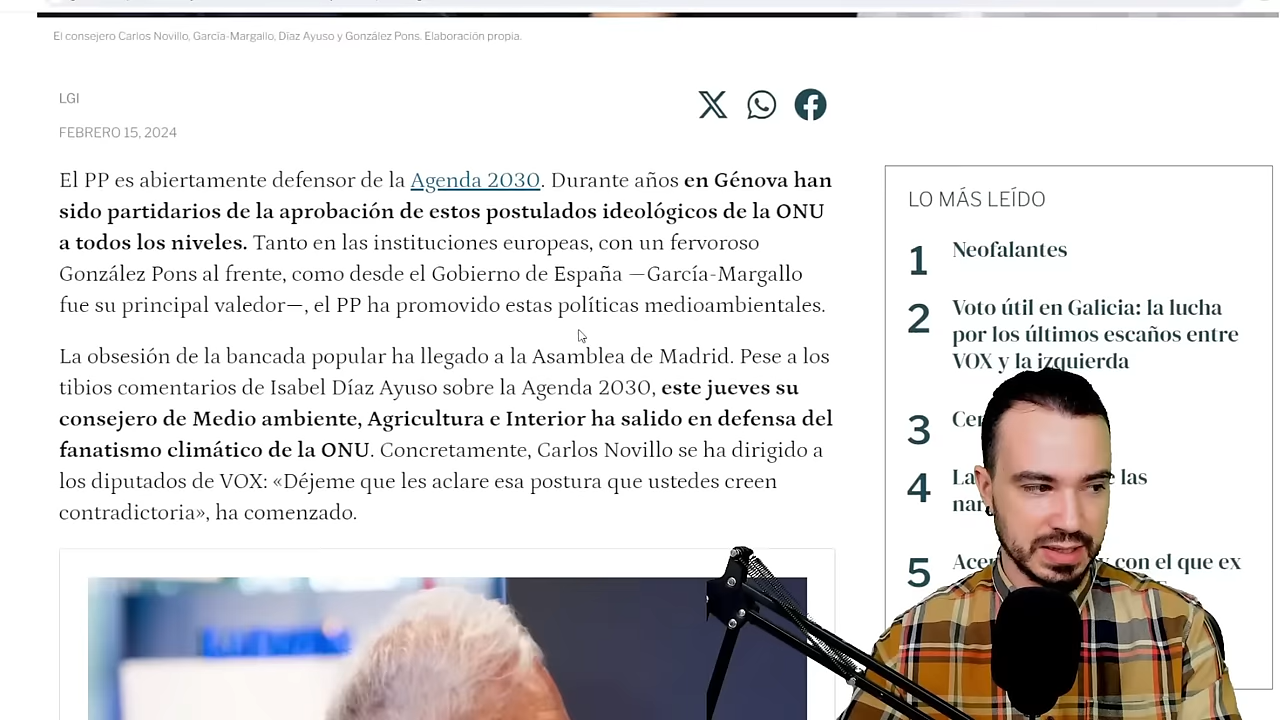 El consejero Carlos Novillo, García-Margallo, Díaz Ayuso y González Pons. Elaboración propia.
LGI
FEBRERO 15, 2024
El PP es abiertamente defensor de la Agenda 2030. Durante años en Génova han
sido partidarios de la aprobación de estos postulados ideológicos de la ONU
a todos los niveles. Tanto en las instituciones europeas, con un fervoroso
González Pons al frente, como desde el Gobierno de España —García-Margallo
fue su principal valedor—, el PP ha promovido estas políticas medioambientales.
La obsesión de la bancada popular ha llegado a la Asamblea de Madrid. Pese a los
tibios comentarios de Isabel Díaz Ayuso sobre la Agenda 2030, este jueves su
consejero de Medio ambiente, Agricultura e Interior ha salido en defensa del
fanatismo climático de la ONU. Concretamente, Carlos Novillo se ha dirigido a
los diputados de VOX: «Déjeme que les aclare esa postura que ustedes creen
contradictoria», ha comenzado.
LO MÁS LEÍDO
1 Neofalantes
2 Voto útil en Galicia: la lucha
por los últimos escaños entre
VOX y la izquierda
3
4 La las
5 con el que ex